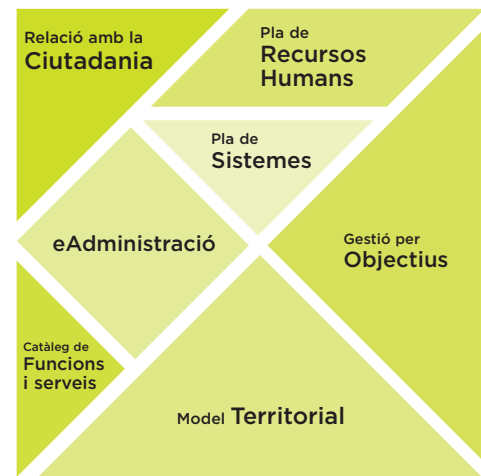 Relació amb la
Ciutadania
Pla de
Recursos
Humans
Pla de
Sistemes
eAdministració
Gestió per
Objectius
Catàleg de
Funcions
i serveis
Model Territorial